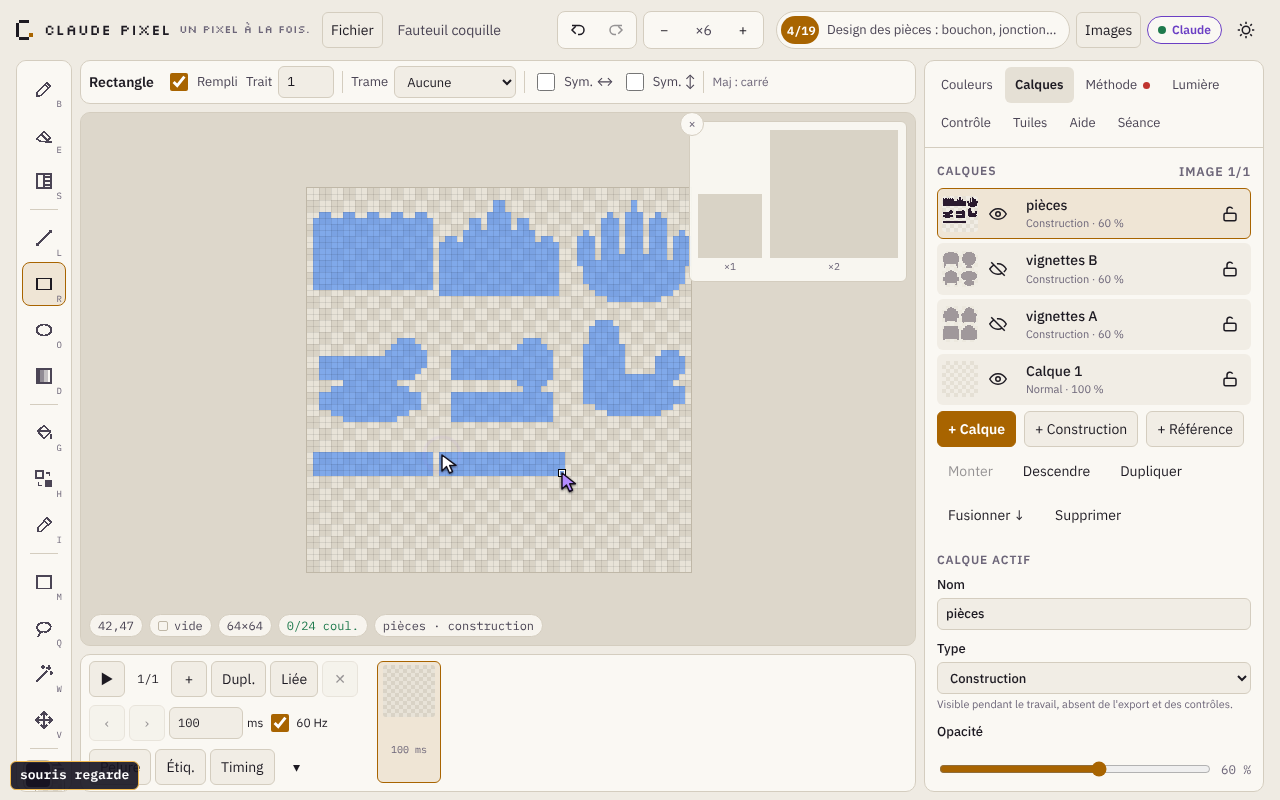 CLAUDE PIXEL UN PIXEL À LA FOIS. Fichier Fauteuil coquille − ×6 + 4/19 Design des pièces : bouchon, jonction... Images Claude
Rectangle Rempli Trait 1 Trame Aucune Sym. ↔ Sym. ↕ Maj : carré
B
E
S
L
R
O
D
G
H
I
M
Q
W
V
×
×1 ×2
42,47 vide 64×64 0/24 coul. pièces · construction
▶ 1/1 + Dupl. Liée ✕
‹ › 100 ms 60 Hz
Étiq. Timing ▼
100 ms
souris regarde
Couleurs Calques Méthode Lumière
Contrôle Tuiles Aide Séance
CALQUES IMAGE 1/1
pièces
Construction · 60 %
vignettes B
Construction · 60 %
vignettes A
Construction · 60 %
Calque 1
Normal · 100 %
+ Calque + Construction + Référence
Monter Descendre Dupliquer
Fusionner ↓ Supprimer
CALQUE ACTIF
Nom
pièces
Type
Construction
Visible pendant le travail, absent de l'export et des contrôles.
Opacité
60 %